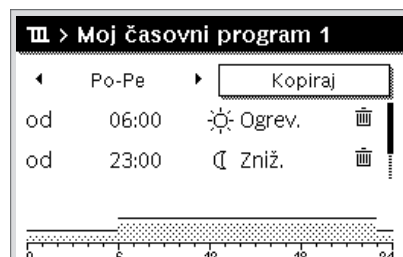 > Moj časovni program 1
Po-Pe Kopiraj
od 06:00 Ogrev.
od 23:00 Zniž.